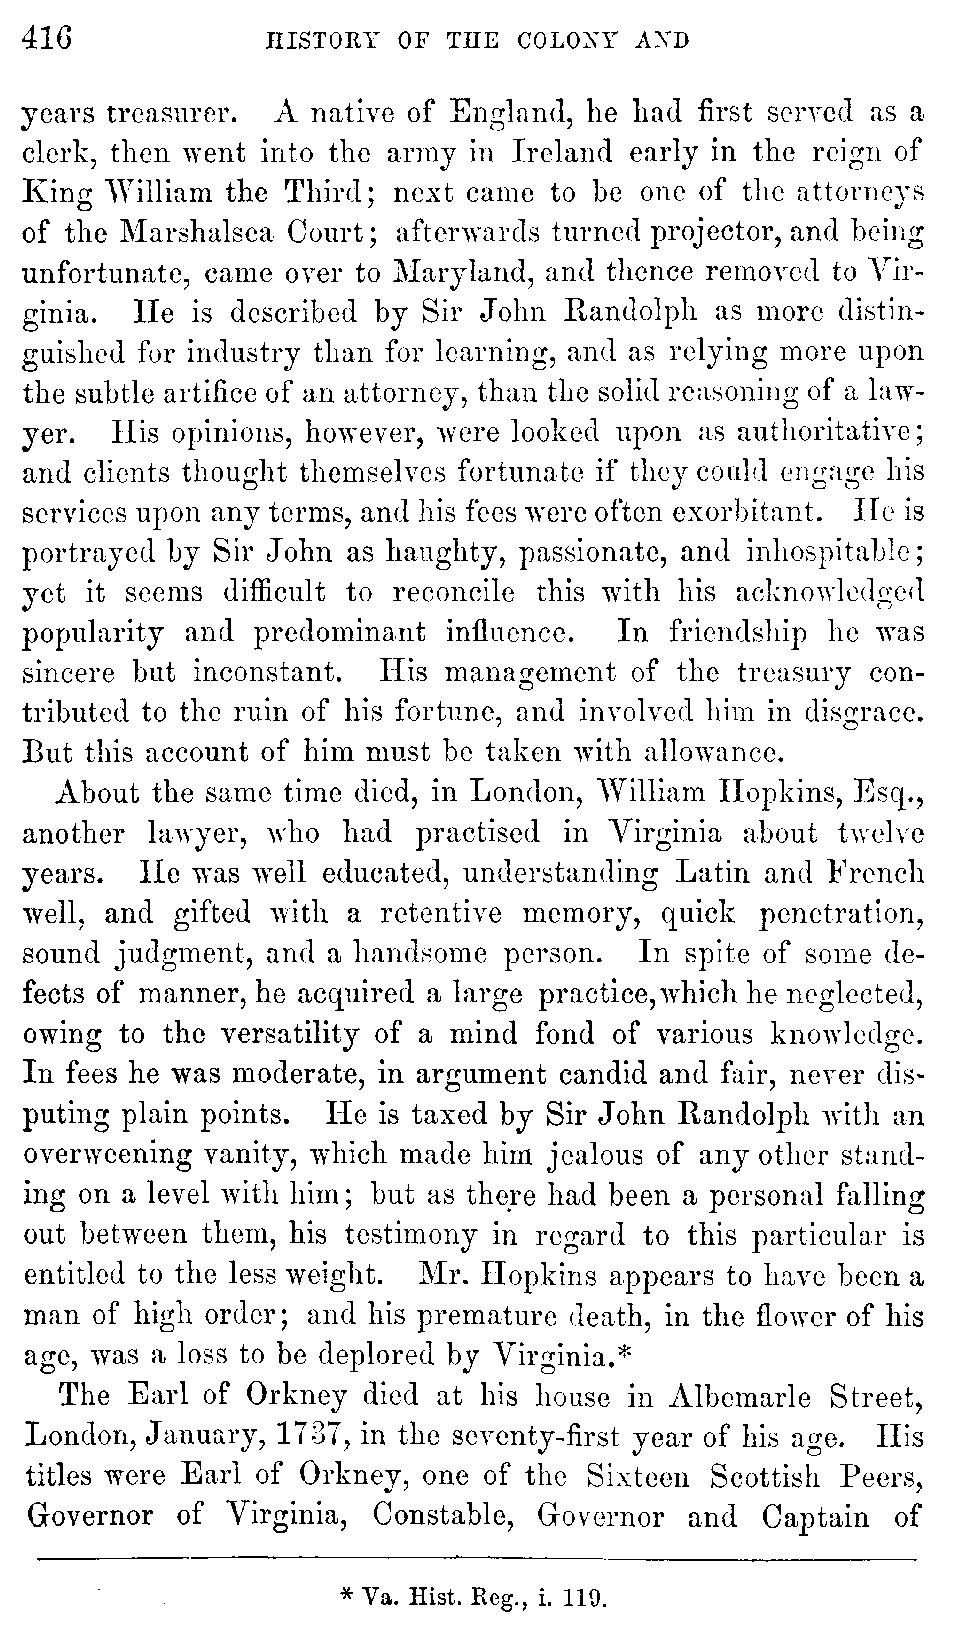 416 HISTORY OF THE COLONY AND
years treasurer. A native of England, he had first served as a
clerk, then went into the army in Ireland early in the reign of
King William the Third; next came to be one of the attorneys
of the Marshalsea Court; afterwards turned projector, and being
unfortunate, came over to Maryland, and thence removed to Vir-
ginia. He is described by Sir John Randolph as more distin-
guished for industry than for learning, and as relying more upon
the subtle artifice of an attorney, than the solid reasoning of a law-
yer. His opinions, however, were looked upon as authoritative;
and clients thought themselves fortunate if they could engage his
services upon any terms, and his fees were often exorbitant. He is
portrayed by Sir John as haughty, passionate, and inhospitable;
yet it seems difficult to reconcile this with his acknowledged
popularity and predominant influence. In friendship he was
sincere but inconstant. His management of the treasury con-
tributed to the ruin of his fortune, and involved him in disgrace.
But this account of him must be taken with allowance.
About the same time died, in London, William Hopkins, Esq.,
another lawyer, who had practised in Virginia about twelve
years. He was well educated, understanding Latin and French
well, and gifted with a retentive memory, quick penetration,
sound judgment, and a handsome person. In spite of some de-
fects of manner, he acquired a large practice, which he neglected,
owing to the versatility of a mind fond of various knowledge.
In fees he was moderate, in argument candid and fair, never dis-
puting plain points. He is taxed by Sir John Randolph with an
overweening vanity, which made him jealous of any other stand-
ing on a level with him; but as there had been a personal falling
out between them, his testimony in regard to this particular is
entitled to the less weight. Mr. Hopkins appears to have been a
man of high order; and his premature death, in the flower of his
age, was a loss to be deplored by Virginia.*
The Earl of Orkney died at his house in Albemarle Street,
London, January, 1737, in the seventy-first year of his age. His
titles were Earl of Orkney, one of the Sixteen Scottish Peers,
Governor of Virginia, Constable, Governor and Captain of
* Va. Hist. Reg., i. 119.